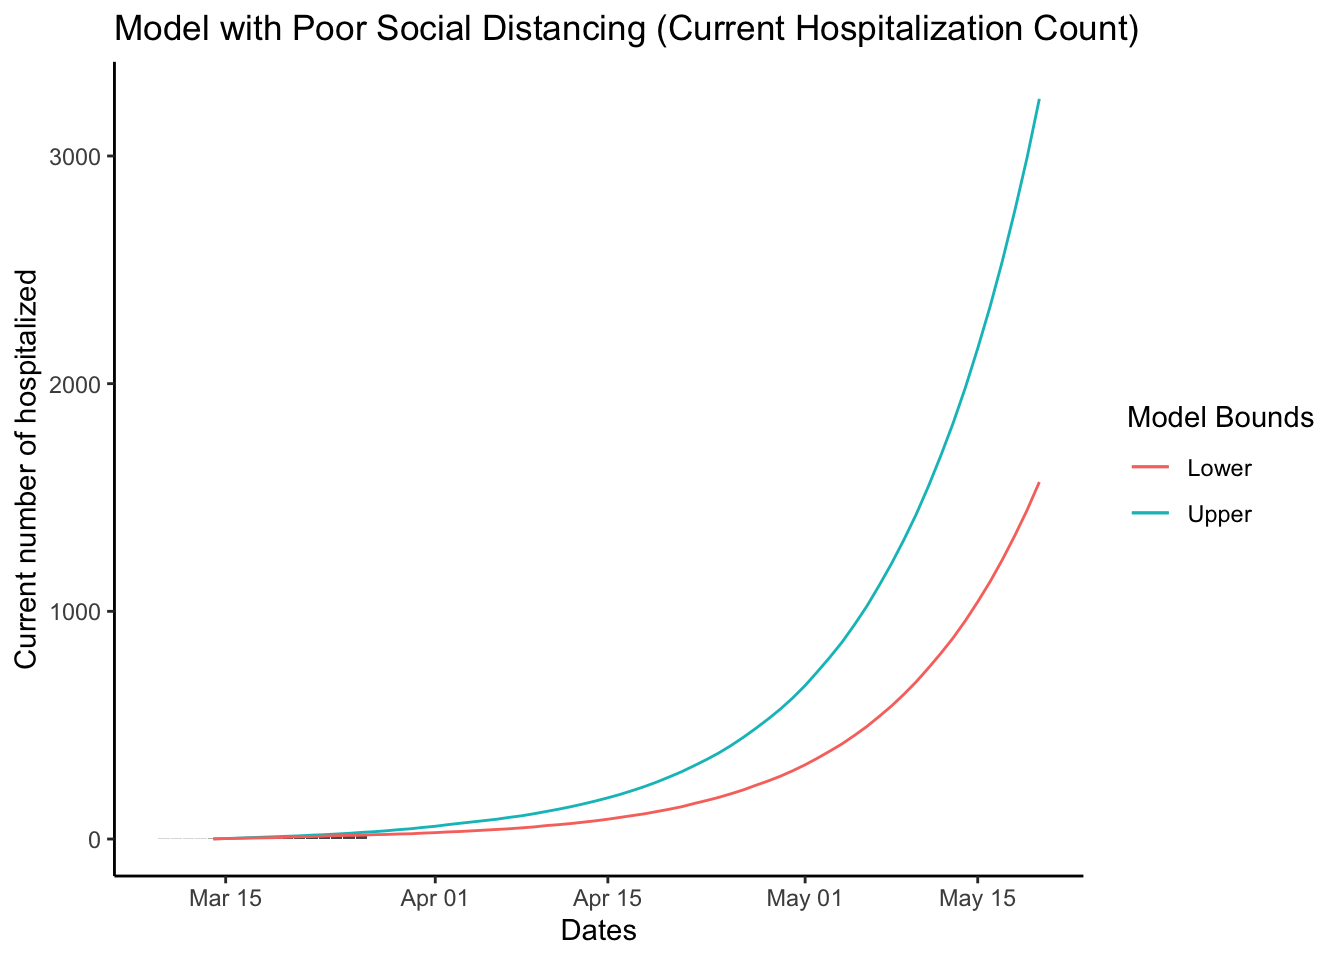 Model with Poor Social Distancing (Current Hospitalization Count)
Current number of hospitalized
3000
2000
1000
0
Mar 15
Apr 01
Apr 15
May 01
May 15
Dates
Model Bounds
Lower
Upper